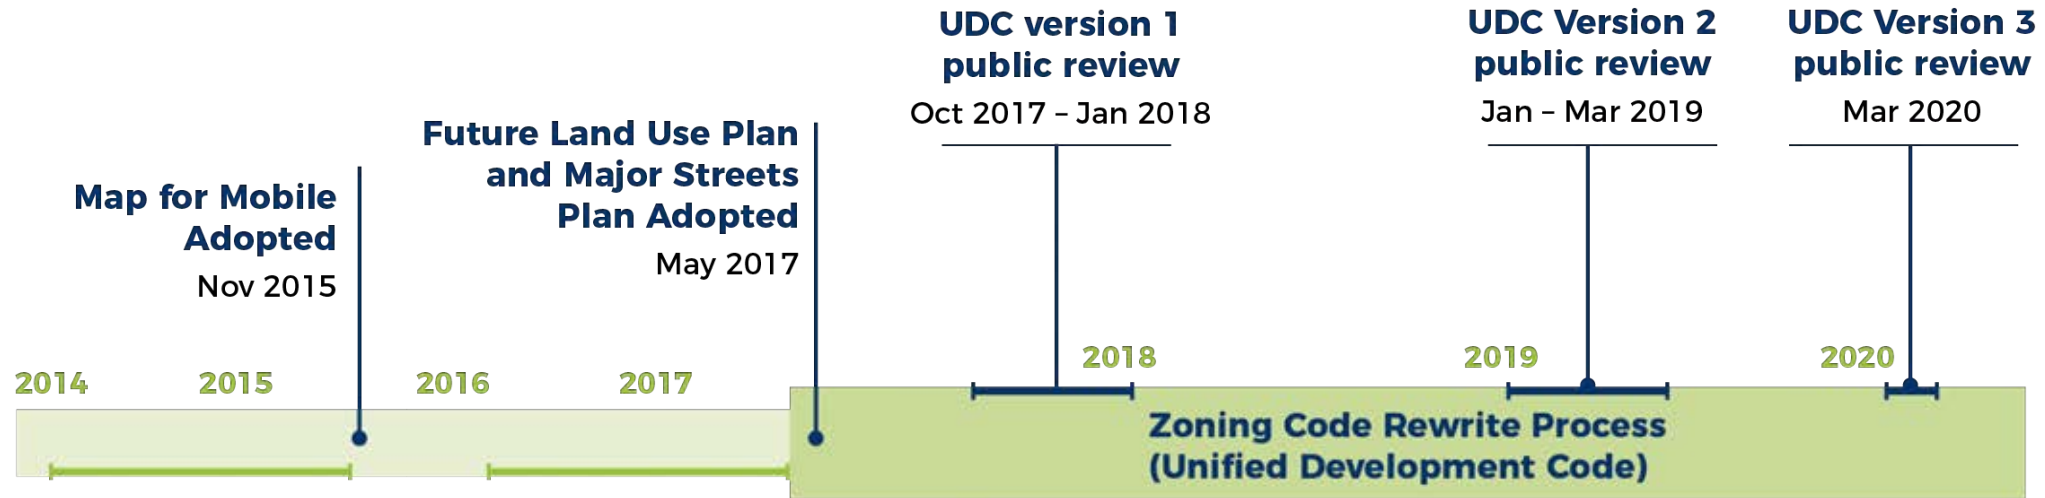 UDC version 1
public review
Oct 2017 – Jan 2018
UDC Version 2
public review
Jan – Mar 2019
UDC Version 3
public review
Mar 2020
Future Land Use Plan
and Major Streets
Plan Adopted
May 2017
Map for Mobile
Adopted
Nov 2015
2014
2015
2016
2017
2018
2019
2020
Zoning Code Rewrite Process
(Unified Development Code)